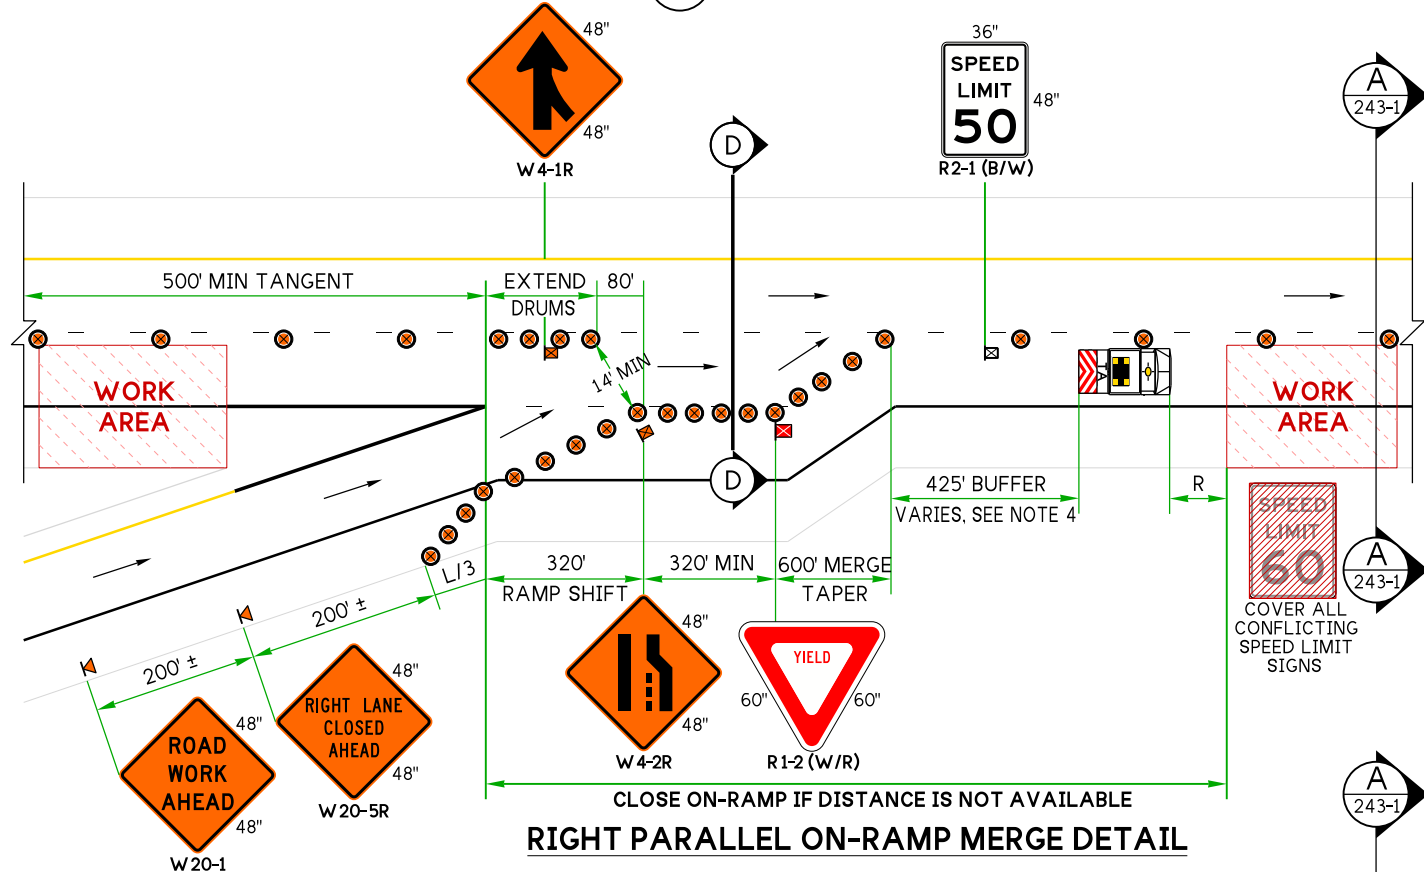 48"
48"
W4-1R
36"
SPEED
LIMIT
50
48"
R2-1 (B/W)
A
243-1
D
500' MIN TANGENT
EXTEND
DRUMS
80'
14' MIN
WORK
AREA
WORK
AREA
D
425' BUFFER
VARIES, SEE NOTE 4
R
SPEED
LIMIT
60
A
243-1
COVER ALL
CONFLICTING
SPEED LIMIT
SIGNS
L/3
320'
RAMP SHIFT
320' MIN
600' MERGE
TAPER
200' ±
200' ±
48"
48"
W4-2R
YIELD
60"
60"
R1-2 (W/R)
RIGHT LANE
CLOSED
AHEAD
48"
48"
W20-5R
ROAD
WORK
AHEAD
48"
48"
W20-1
A
243-1
CLOSE ON-RAMP IF DISTANCE IS NOT AVAILABLE
RIGHT PARALLEL ON-RAMP MERGE DETAIL